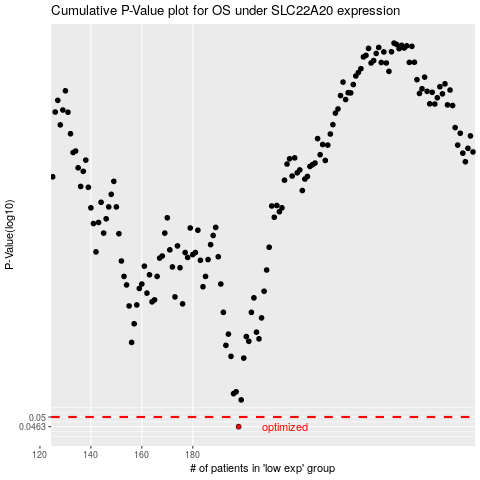 Cumulative P-Value plot for OS under SLC22A20 expression
P-Value(log10)
0.05
0.0463
optimized
120 140 160 180
# of patients in 'low exp' group